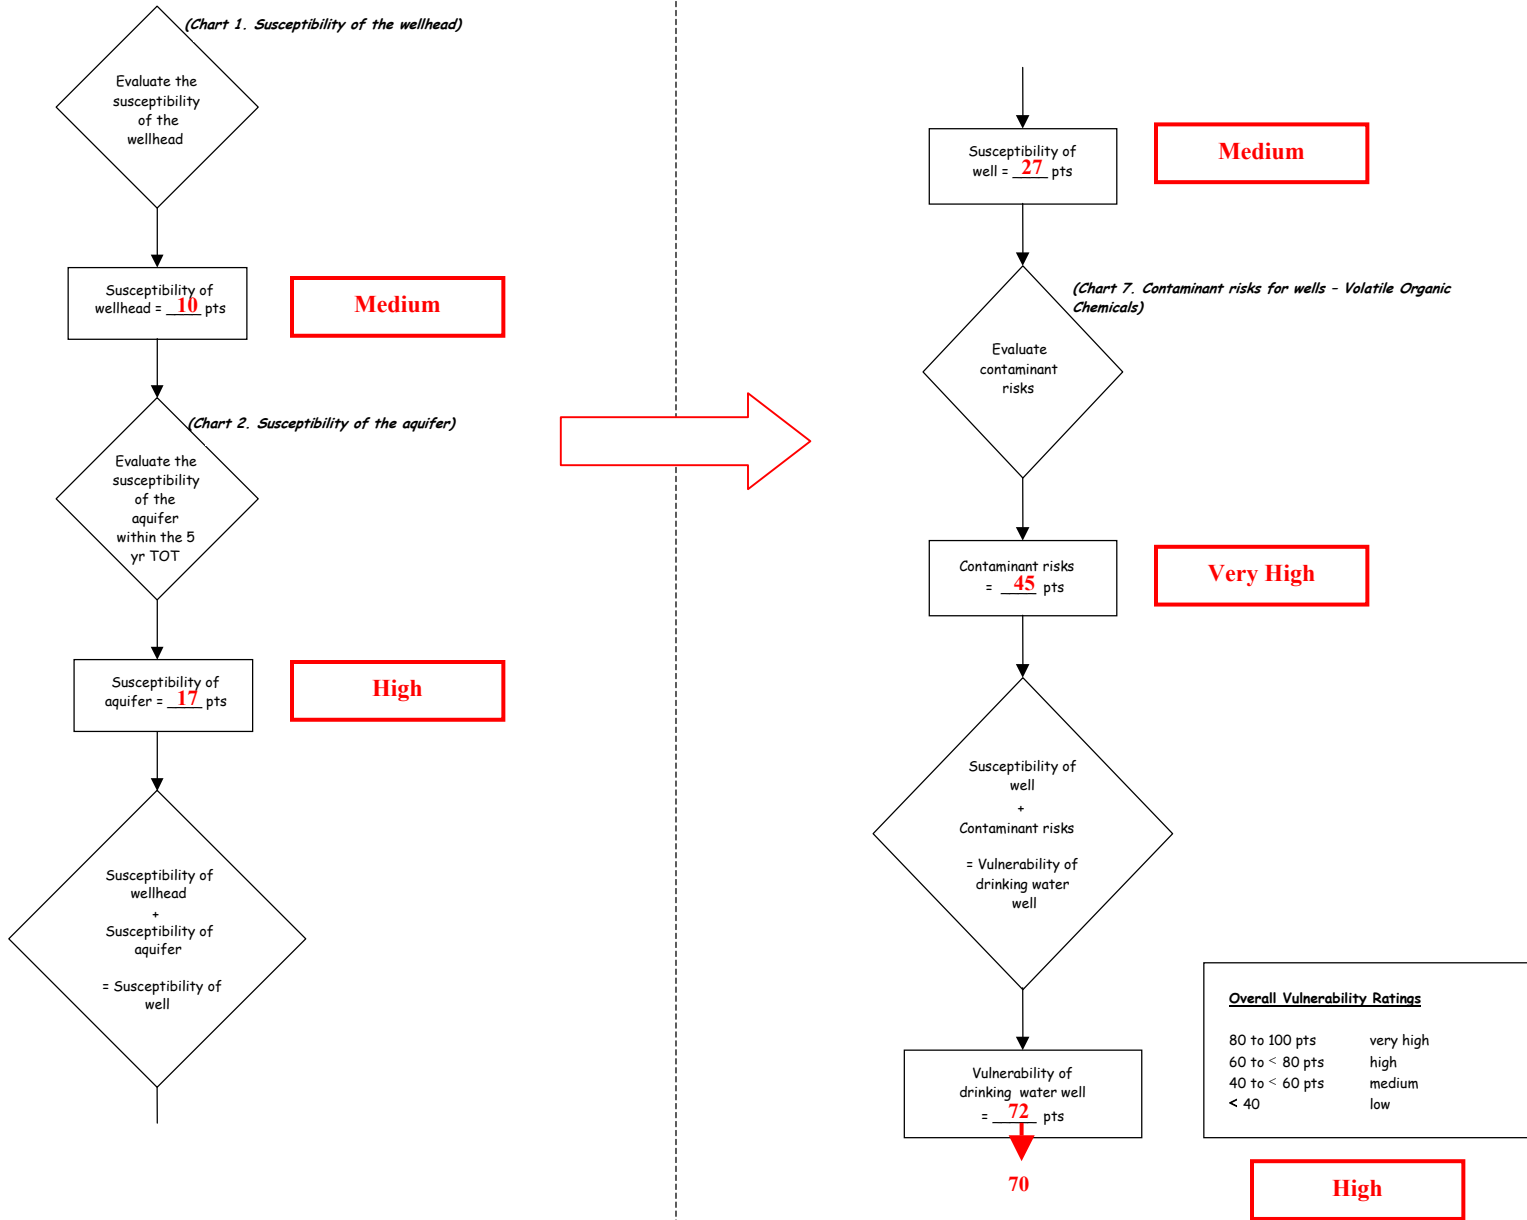 (Chart 1. Susceptibility of the wellhead)
Evaluate the
susceptibility
of the
wellhead
Susceptibility of
wellhead = 10 pts
Medium
(Chart 2. Susceptibility of the aquifer)
Evaluate the
susceptibility
of the
aquifer
within the 5
yr TOT
Susceptibility of
aquifer = 17 pts
High
Susceptibility of
wellhead
+
Susceptibility of
aquifer
= Susceptibility of
well
Susceptibility of
well = 27 pts
Medium
(Chart 7. Contaminant risks for wells – Volatile Organic
Chemicals)
Evaluate
contaminant
risks
Contaminant risks
= 45 pts
Very High
Susceptibility of
well
+
Contaminant risks
= Vulnerability of
drinking water
well
Vulnerability of
drinking water well
= 72 pts
70
Overall Vulnerability Ratings
80 to 100 pts very high
60 to < 80 pts high
40 to < 60 pts medium
< 40 low
High